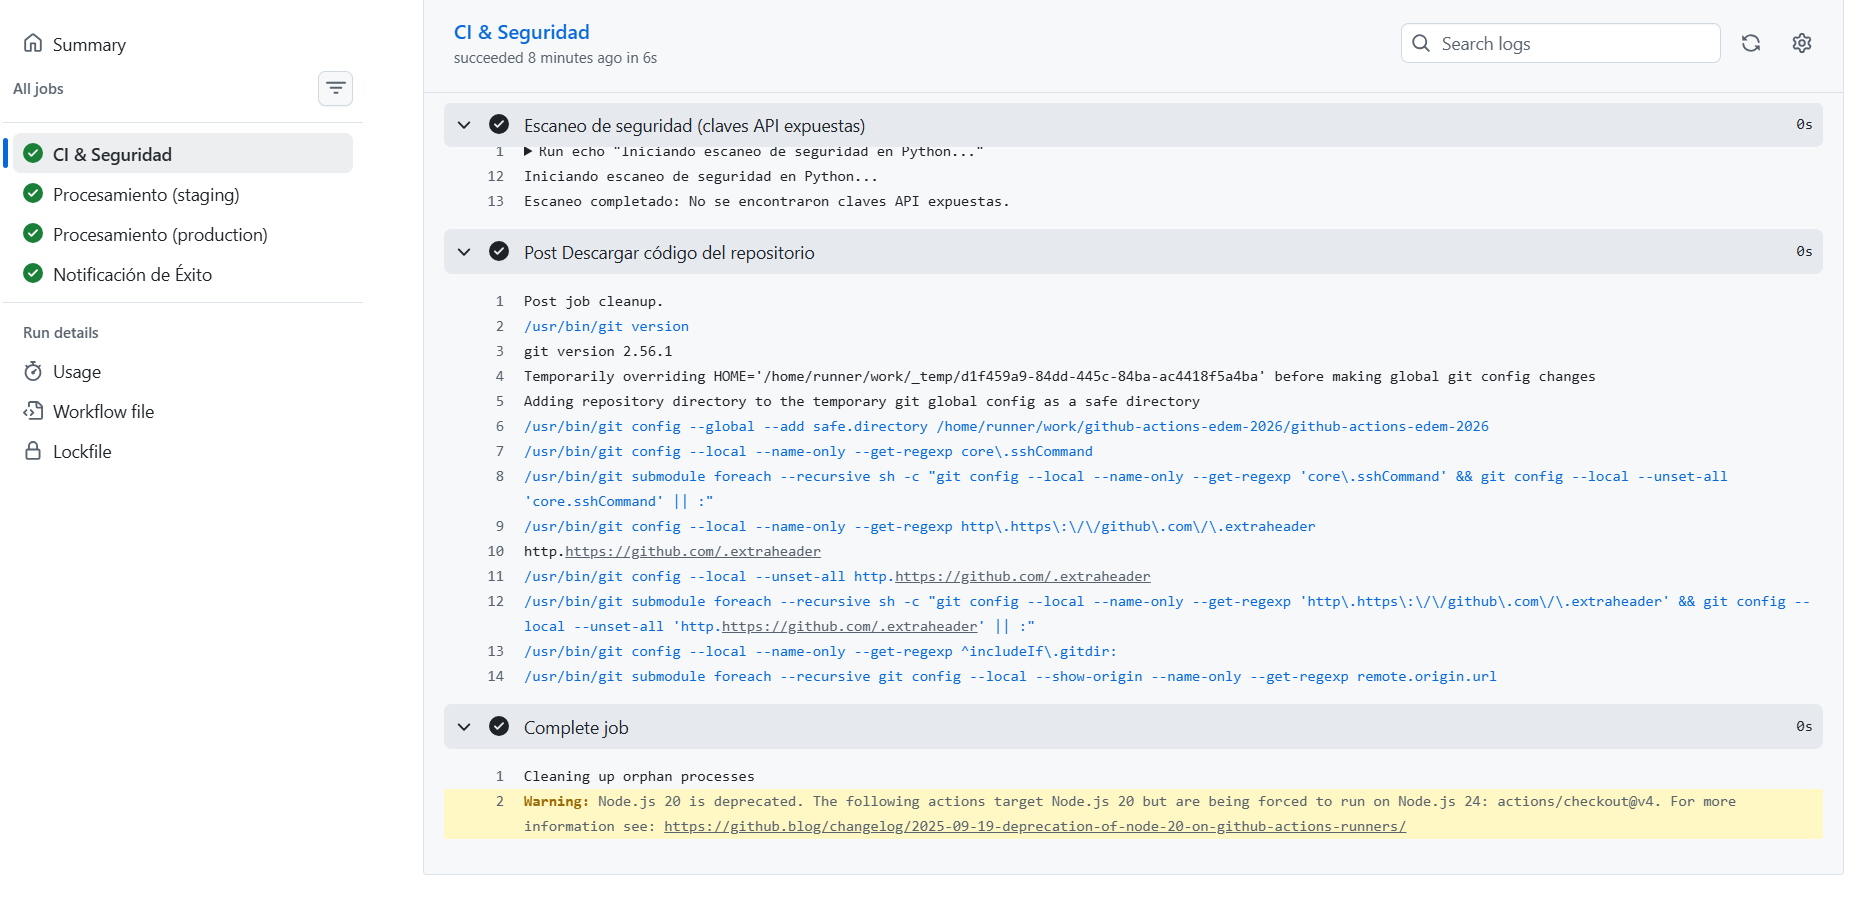 Summary
All jobs
CI & Seguridad
Procesamiento (staging)
Procesamiento (production)
Notificación de Éxito
Run details
Usage
Workflow file
Lockfile
CI & Seguridad
succeeded 8 minutes ago in 6s
Search logs
Escaneo de seguridad (claves API expuestas) 0s
1 Run echo "Iniciando escaneo de seguridad en Python..."
12 Iniciando escaneo de seguridad en Python...
13 Escaneo completado: No se encontraron claves API expuestas.
Post Descargar código del repositorio 0s
1 Post job cleanup.
2 /usr/bin/git version
3 git version 2.56.1
4 Temporarily overriding HOME='/home/runner/work/_temp/d1f459a9-84dd-445c-84ba-ac4418f5a4ba' before making global git config changes
5 Adding repository directory to the temporary git global config as a safe directory
6 /usr/bin/git config --global --add safe.directory /home/runner/work/github-actions-edem-2026/github-actions-edem-2026
7 /usr/bin/git config --local --name-only --get-regexp core\.sshCommand
8 /usr/bin/git submodule foreach --recursive sh -c "git config --local --name-only --get-regexp 'core\.sshCommand' && git config --local --unset-all
'core.sshCommand' || :"
9 /usr/bin/git config --local --name-only --get-regexp http\.https\:\/\/github\.com\/\.extraheader
10 http.https://github.com/.extraheader
11 /usr/bin/git config --local --unset-all http.https://github.com/.extraheader
12 /usr/bin/git submodule foreach --recursive sh -c "git config --local --name-only --get-regexp 'http\.https\:\/\/github\.com\/\.extraheader' && git config --
local --unset-all 'http.https://github.com/.extraheader' || :"
13 /usr/bin/git config --local --name-only --get-regexp ^includeIf\.gitdir:
14 /usr/bin/git submodule foreach --recursive git config --local --show-origin --name-only --get-regexp remote.origin.url
Complete job 0s
1 Cleaning up orphan processes
2 Warning: Node.js 20 is deprecated. The following actions target Node.js 20 but are being forced to run on Node.js 24: actions/checkout@v4. For more
information see: https://github.blog/changelog/2025-09-19-deprecation-of-node-20-on-github-actions-runners/